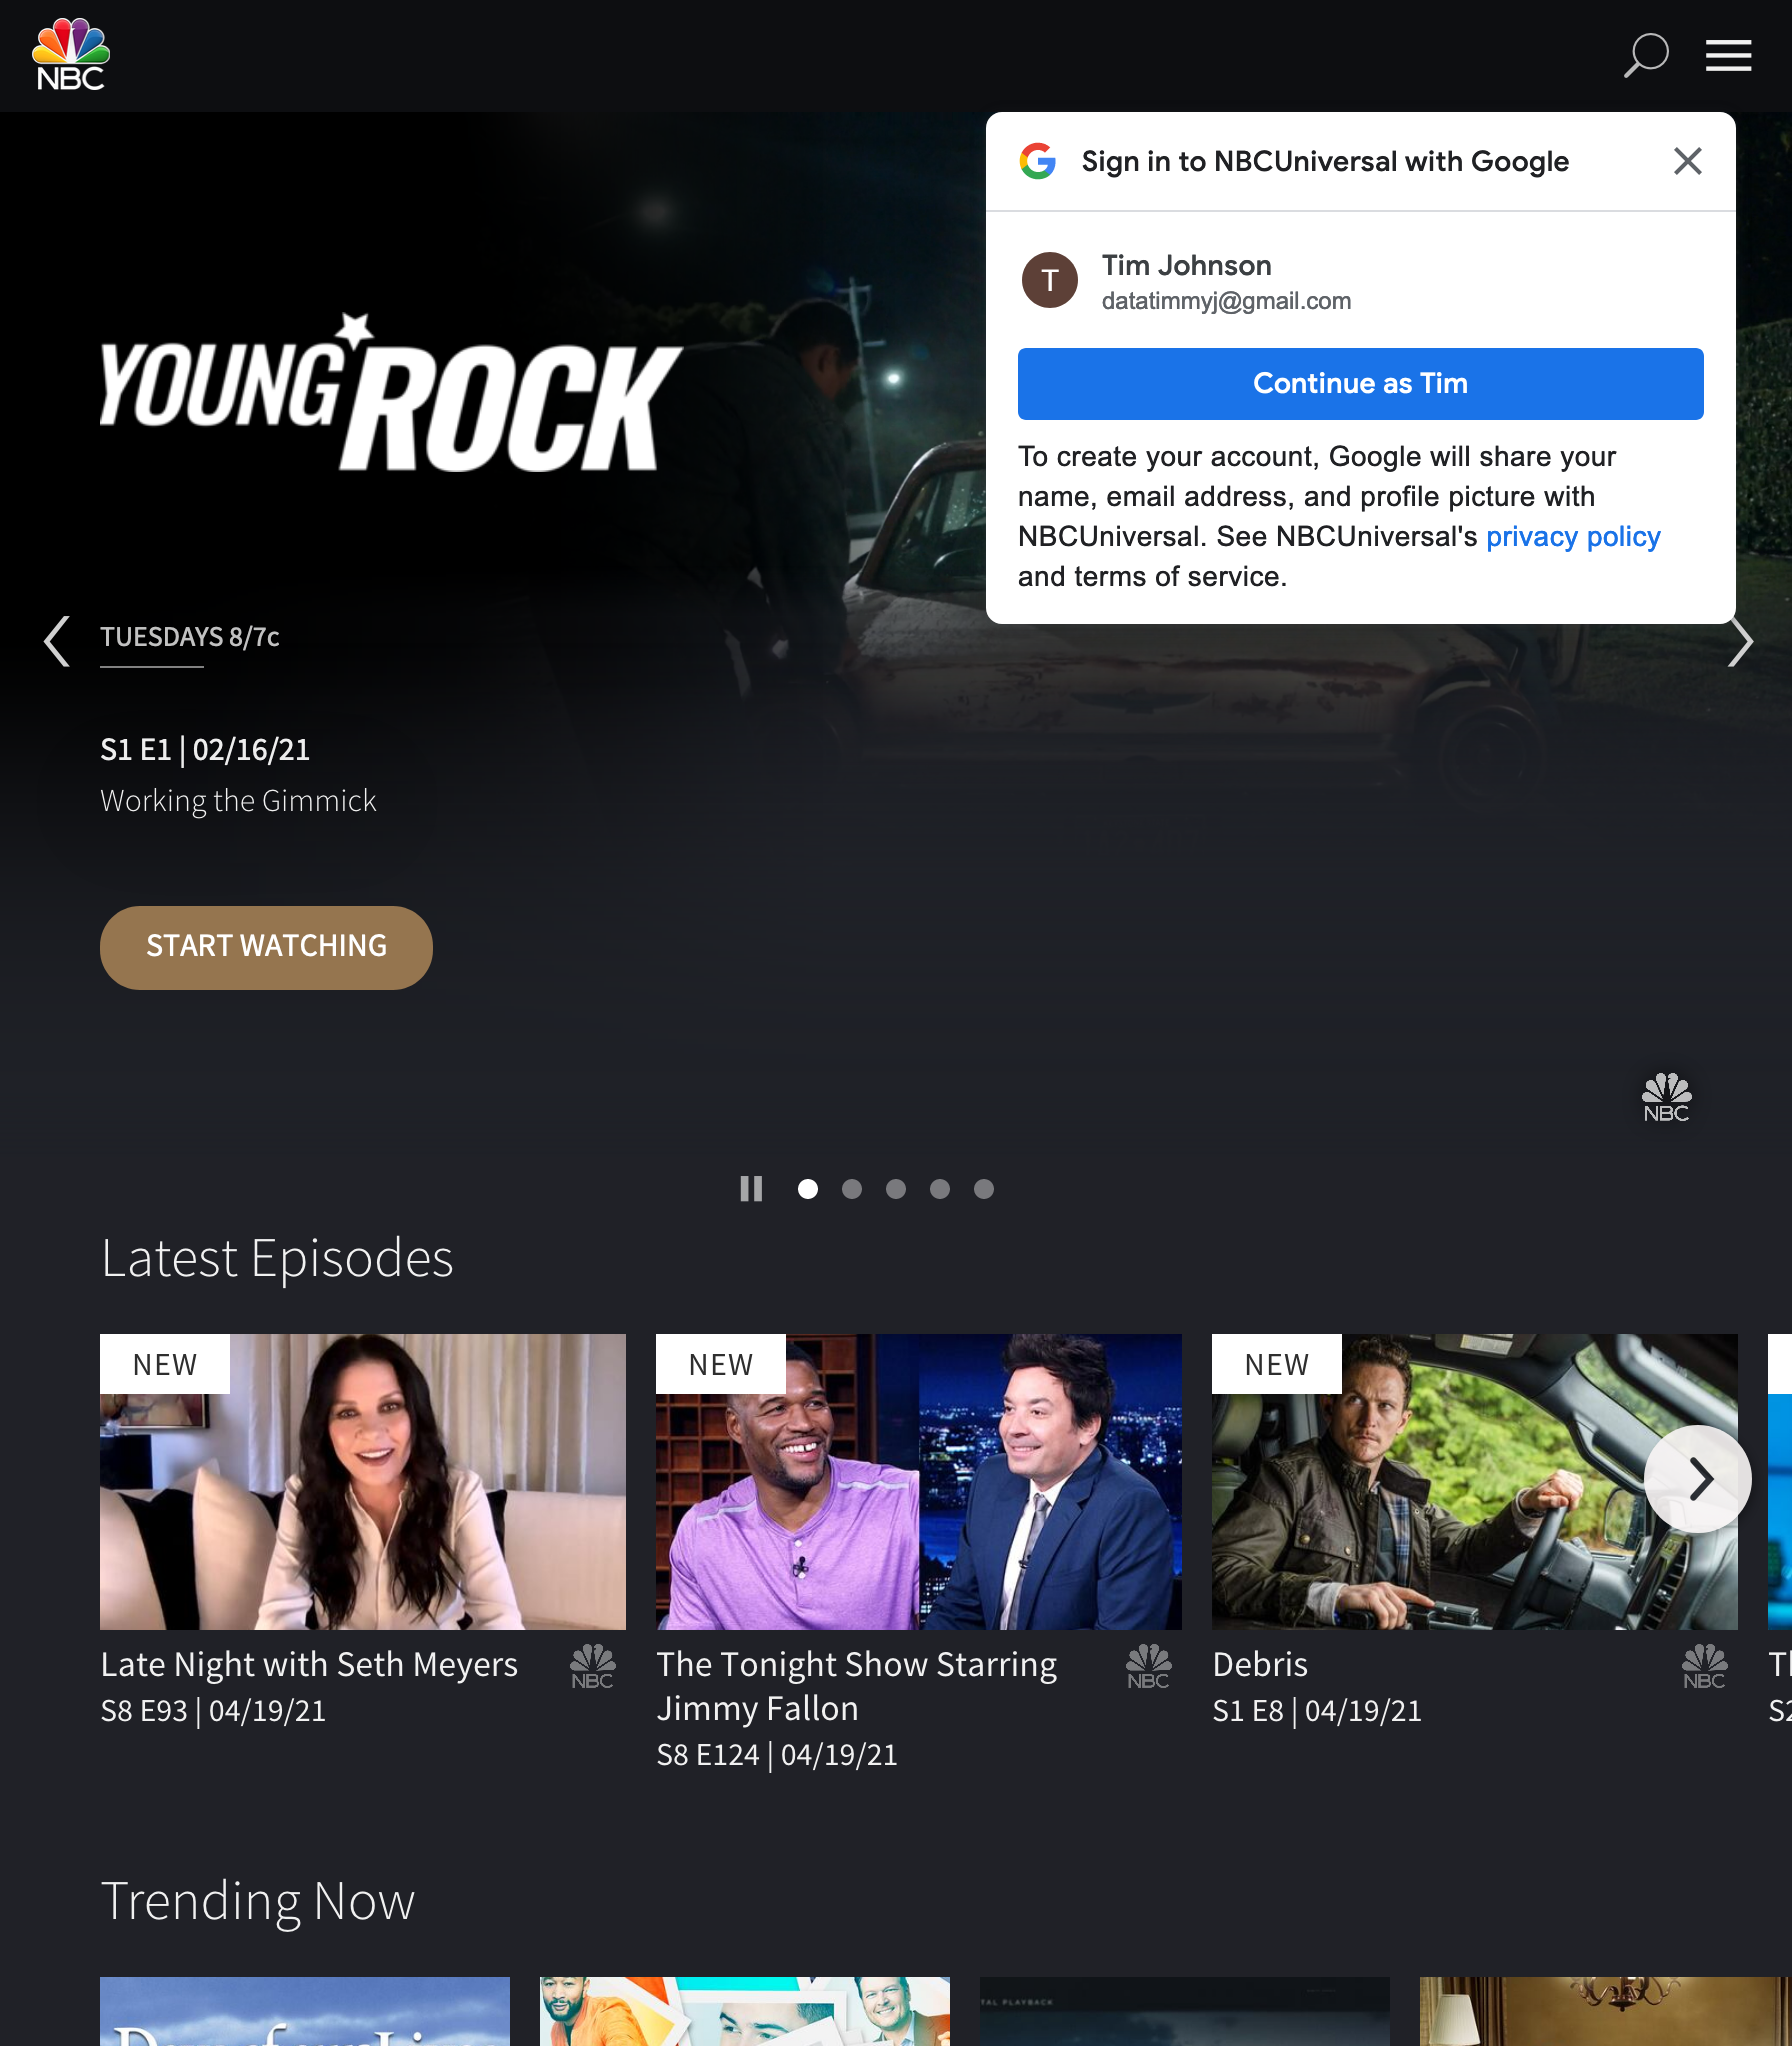 NBC
Sign in to NBCUniversal with Google
T
Tim Johnson
datatimmyj@gmail.com
Continue as Tim
To create your account, Google will share your
name, email address, and profile picture with
NBCUniversal. See NBCUniversal's privacy policy
and terms of service.
YOUNG ROCK
TUESDAYS 8/7c
S1 E1 | 02/16/21
Working the Gimmick
START WATCHING
NBC
Latest Episodes
NEW
NEW
NEW
Late Night with Seth Meyers
NBC
S8 E93 | 04/19/21
The Tonight Show Starring
Jimmy Fallon
NBC
S8 E124 | 04/19/21
Debris
NBC
S1 E8 | 04/19/21
Trending Now